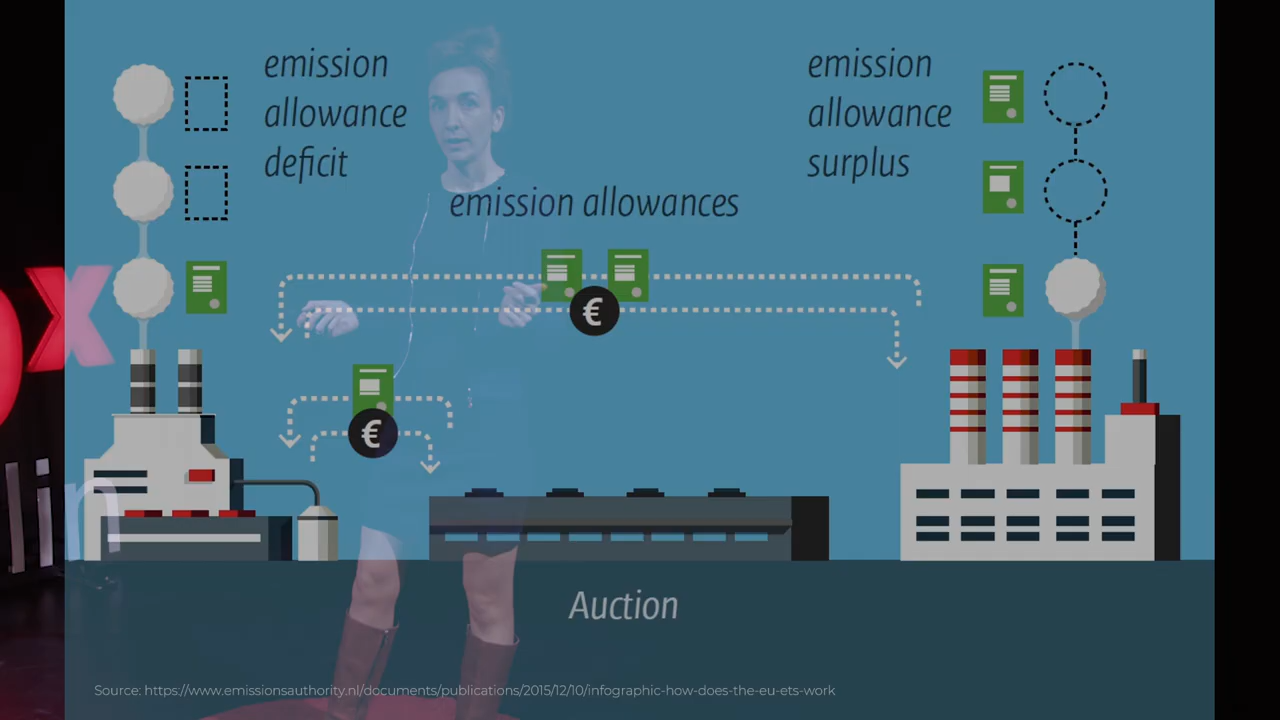 emission
allowance
deficit
emission
allowance
surplus
emission allowances
€
€
x
lin
Auction
Source: https://www.emissionsauthority.nl/documents/publications/2015/12/10/infographic-how-does-the-eu-ets-work